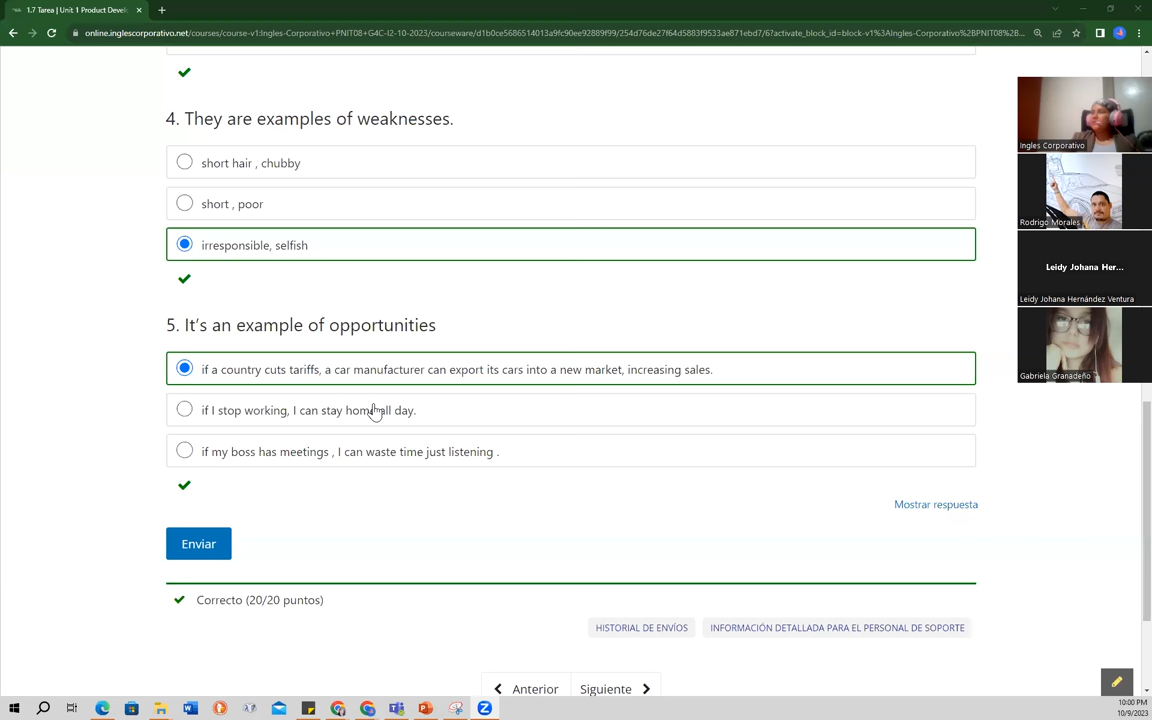 1.7 Tarea | Unit 1 Product Devel
online.inglescorporativo.net/courses/course-v1:Ingles-Corporativo+PNIT08+G4C-I2-10-2023/courseware/d1b0ce5686514013a9fc90ee92889f99/254d76de27f64d5883f9533ae871ebd7/6?activate_block_id=block-v1%3AIngles-Corporativo%2BPNIT08%2B...
4. They are examples of weaknesses.
short hair , chubby
short , poor
irresponsible, selfish
5. It's an example of opportunities
if a country cuts tariffs, a car manufacturer can export its cars into a new market, increasing sales.
if I stop working, I can stay home all day.
if my boss has meetings , I can waste time just listening .
Mostrar respuesta
Enviar
Correcto (20/20 puntos)
HISTORIAL DE ENVÍOS
INFORMACIÓN DETALLADA PARA EL PERSONAL DE SOPORTE
Anterior
Siguiente
Ingles Corporativo
Rodrigo Morales
Leidy Johana Her...
Leidy Johana Hernández Ventura
Gabriela Granadeño
10:00 PM
10/9/2023